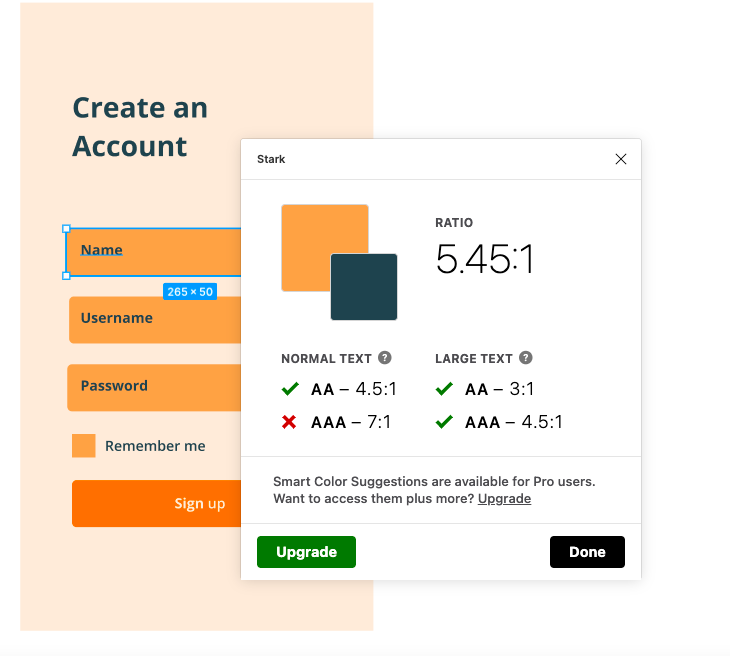 Create an
Account
Name
265 × 50
Username
Password
Remember me
Sign up
Stark
RATIO
5.45:1
NORMAL TEXT ?
AA – 4.5:1
AAA – 7:1
LARGE TEXT ?
AA – 3:1
AAA – 4.5:1
Smart Color Suggestions are available for Pro users.
Want to access them plus more? Upgrade
Upgrade
Done